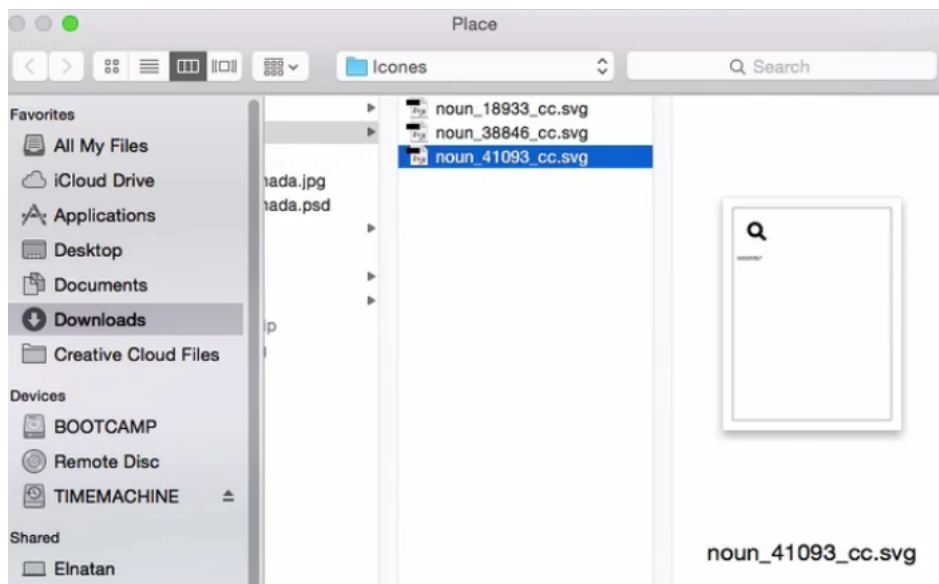 Place
Icones
Search
Favorites
All My Files
iCloud Drive
Applications
Desktop
Documents
Downloads
Creative Cloud Files
Devices
BOOTCAMP
Remote Disc
TIMEMACHINE
Shared
Elnatan
nada.jpg
nada.psd
ip
noun_18933_cc.svg
noun_38846_cc.svg
noun_41093_cc.svg
noun_41093_cc.svg